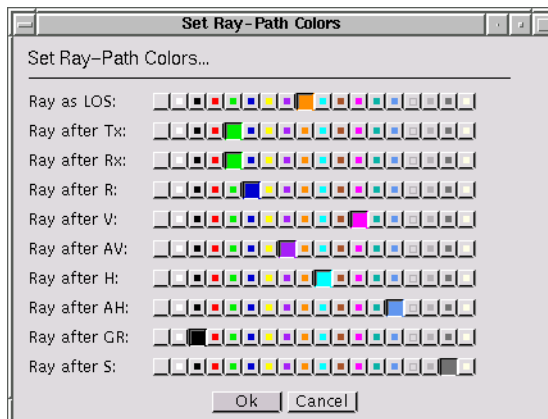 Set Ray-Path Colors
Set Ray-Path Colors...
Ray as LOS:
Ray after Tx:
Ray after Rx:
Ray after R:
Ray after V:
Ray after AV:
Ray after H:
Ray after AH:
Ray after GR:
Ray after S:
Ok Cancel